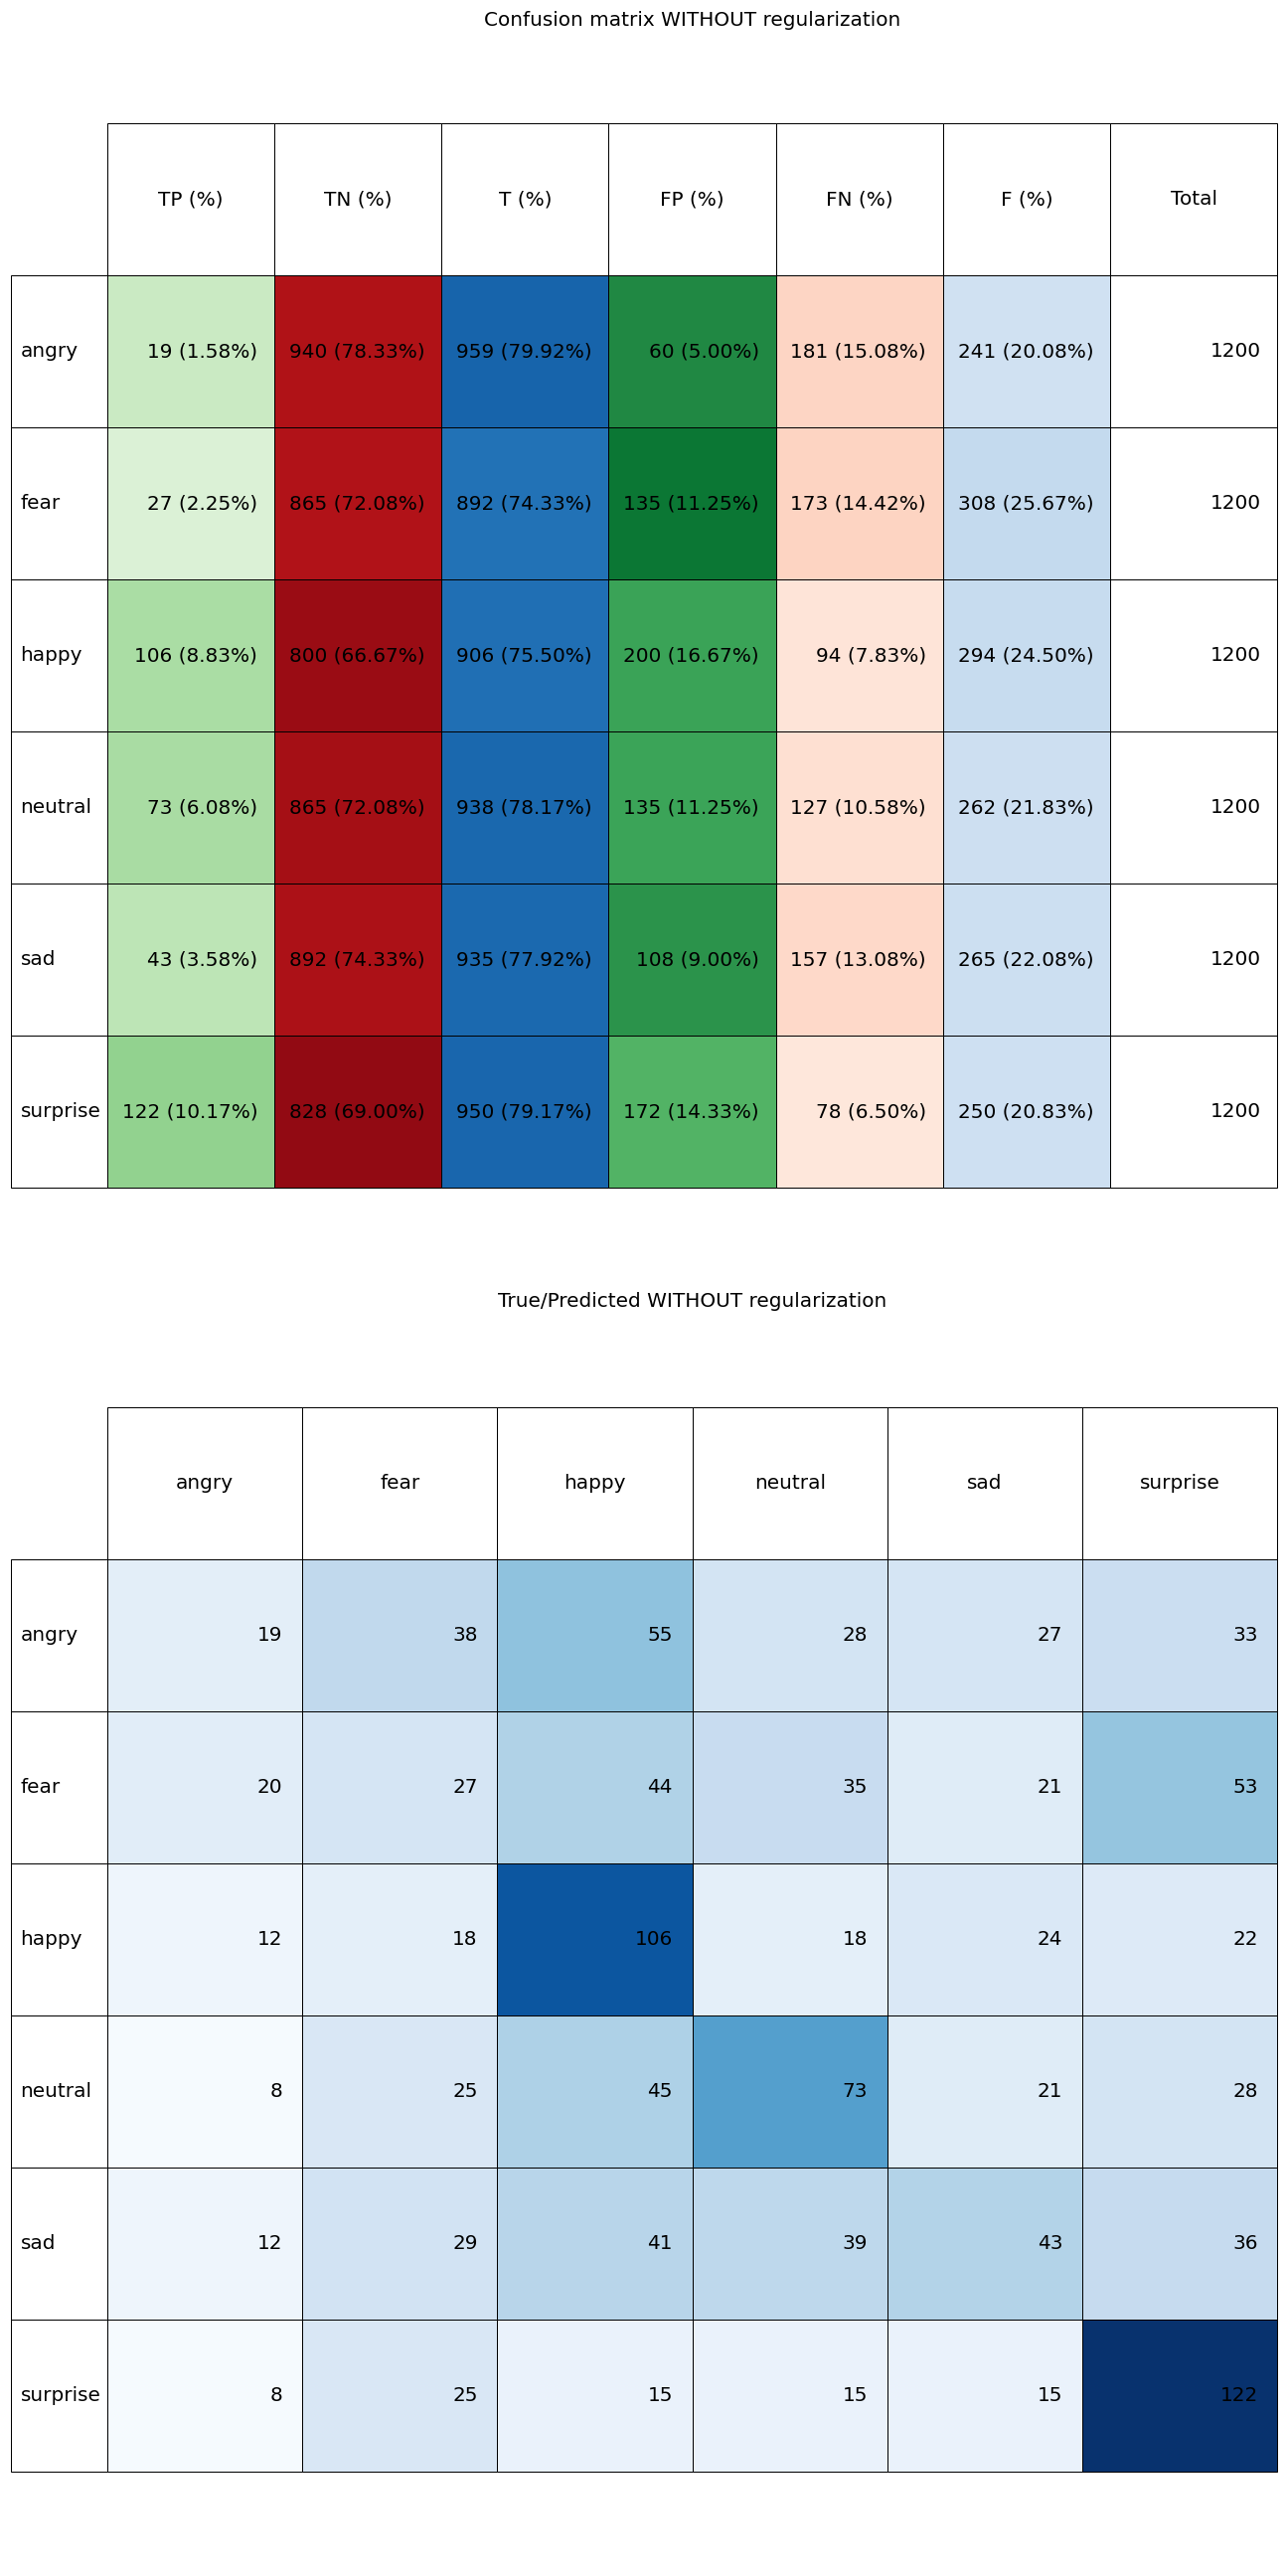 Confusion matrix WITHOUT regularization
TP (%) TN (%) T (%) FP (%) FN (%) F (%) Total
angry 19 (1.58%) 940 (78.33%) 959 (79.92%) 60 (5.00%) 181 (15.08%) 241 (20.08%) 1200
fear 27 (2.25%) 865 (72.08%) 892 (74.33%) 135 (11.25%) 173 (14.42%) 308 (25.67%) 1200
happy 106 (8.83%) 800 (66.67%) 906 (75.50%) 200 (16.67%) 94 (7.83%) 294 (24.50%) 1200
neutral 73 (6.08%) 865 (72.08%) 938 (78.17%) 135 (11.25%) 127 (10.58%) 262 (21.83%) 1200
sad 43 (3.58%) 892 (74.33%) 935 (77.92%) 108 (9.00%) 157 (13.08%) 265 (22.08%) 1200
surprise 122 (10.17%) 828 (69.00%) 950 (79.17%) 172 (14.33%) 78 (6.50%) 250 (20.83%) 1200
True/Predicted WITHOUT regularization
angry fear happy neutral sad surprise
angry 19 38 55 28 27 33
fear 20 27 44 35 21 53
happy 12 18 106 18 24 22
neutral 8 25 45 73 21 28
sad 12 29 41 39 43 36
surprise 8 25 15 15 15 122